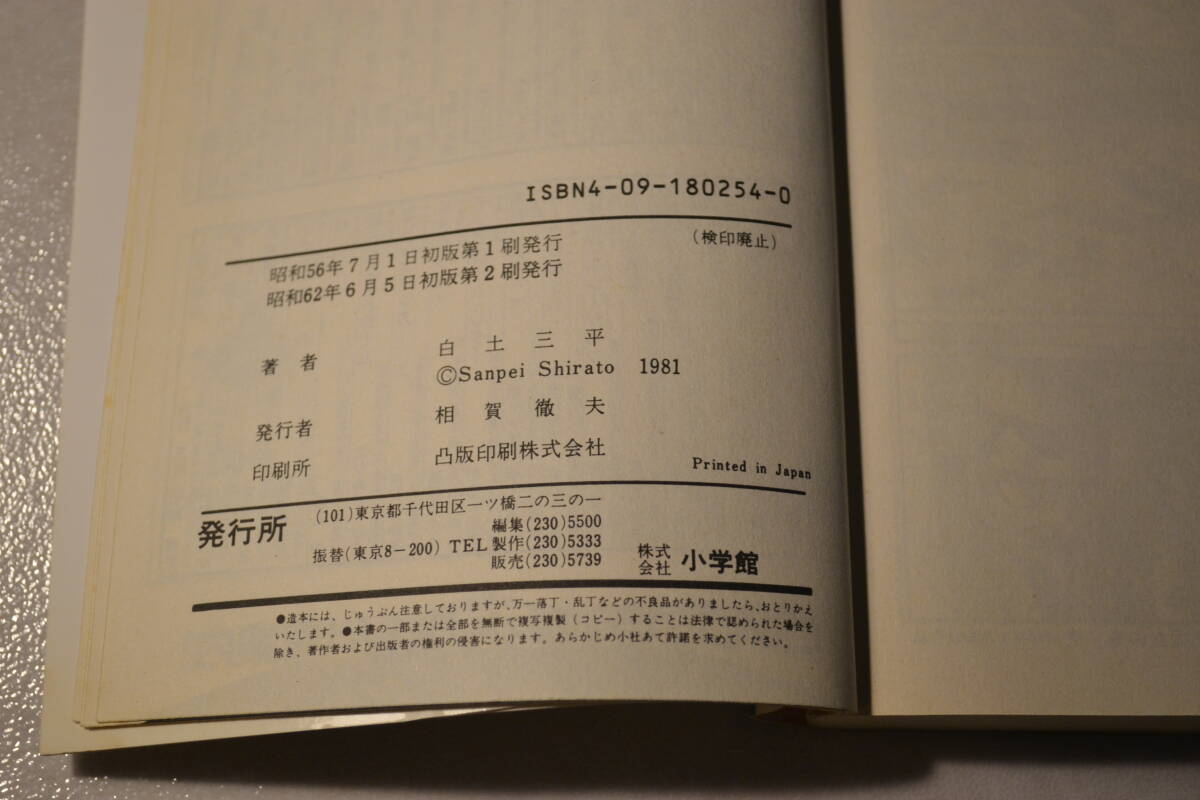 ISBN4-09-180254-0
昭和56年7月1日初版第1刷発行 (検印廃止)
昭和62年6月5日初版第2刷発行
著者 白土三平
©Sanpei Shirato 1981
発行者 相賀徹夫
印刷所 凸版印刷株式会社
Printed in Japan
発行所 (101)東京都千代田区一ツ橋二の三の一
編集(230)5500
振替(東京8-200) TEL製作(230)5333
販売(230)5739
株式会社 小学館
●造本には、じゅうぶん注意しておりますが、万一落丁・乱丁などの不良品がありましたら、おとりかえ
いたします。●本書の一部または全部を無断で複写複製(コピー)することは法律で認められた場合を
除き、著作者および出版者の権利の侵害になります。あらかじめ小社あて許諾を求めてください。